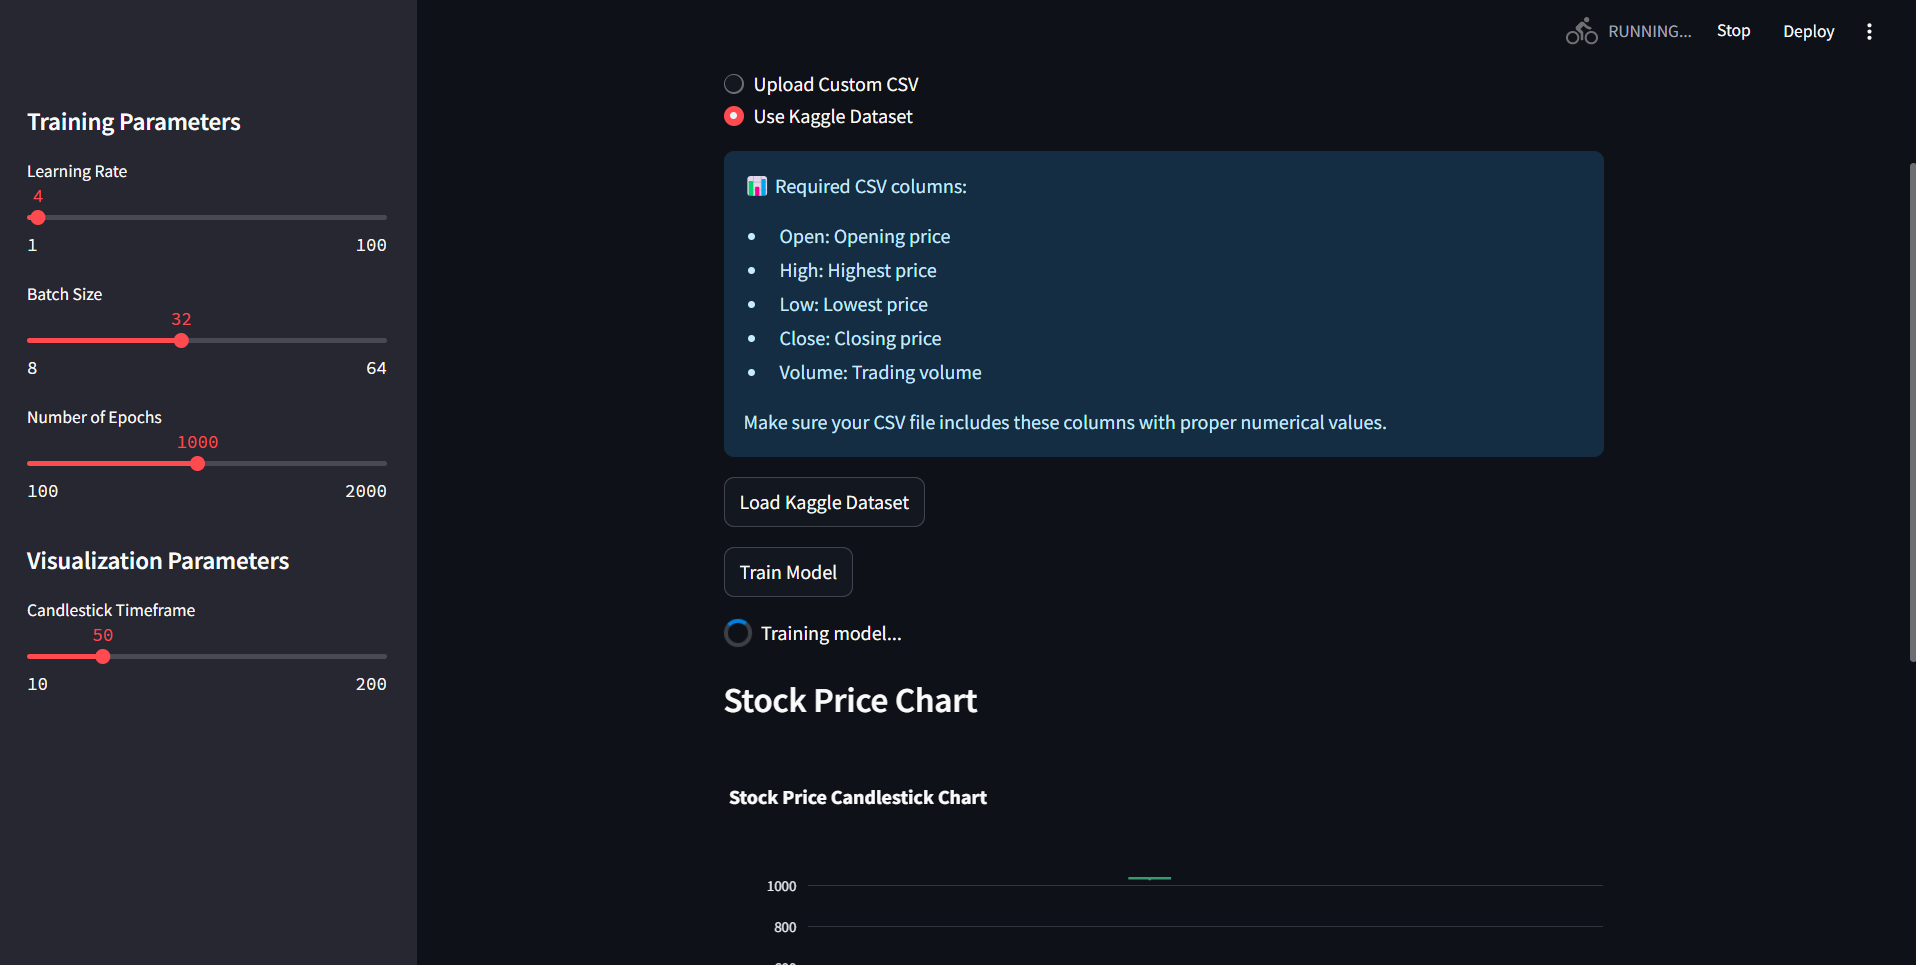 RUNNING...
Stop
Deploy
Training Parameters
Learning Rate
4
1
100
Batch Size
32
8
64
Number of Epochs
1000
100
2000
Visualization Parameters
Candlestick Timeframe
50
10
200
Upload Custom CSV
Use Kaggle Dataset
📊 Required CSV columns:
• Open: Opening price
• High: Highest price
• Low: Lowest price
• Close: Closing price
• Volume: Trading volume
Make sure your CSV file includes these columns with proper numerical values.
Load Kaggle Dataset
Train Model
Training model...
Stock Price Chart
Stock Price Candlestick Chart
1000
800